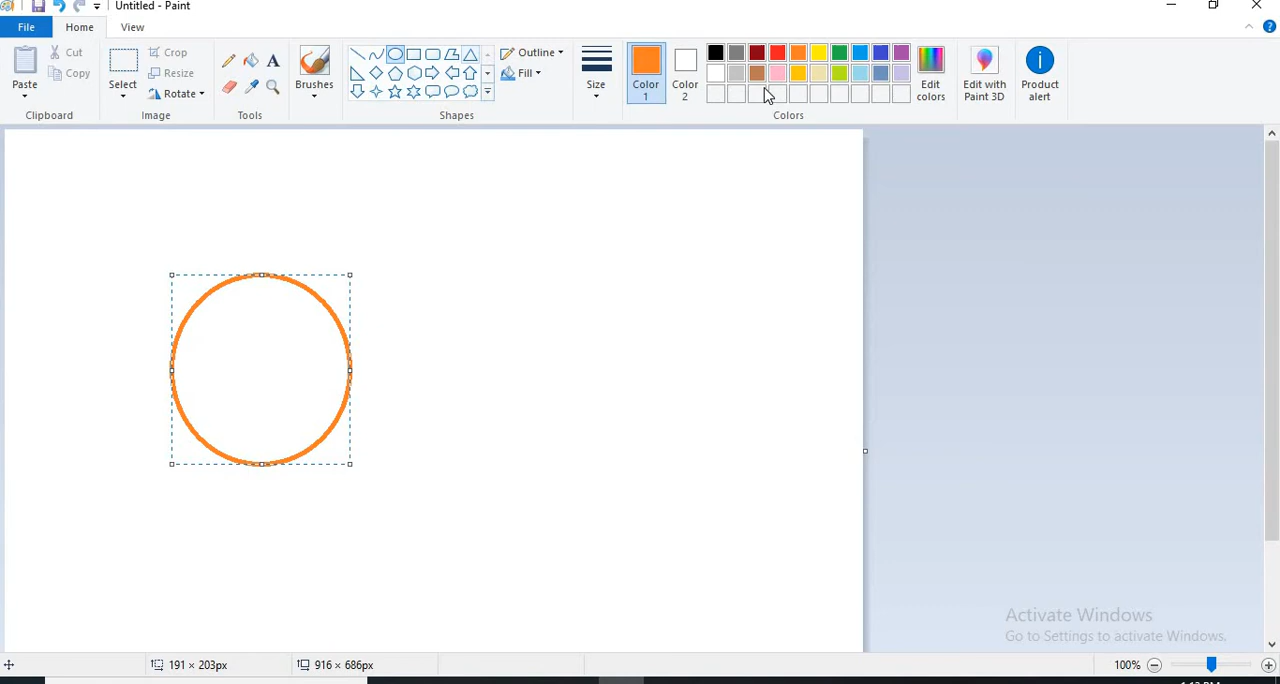 Untitled - Paint
File Home View
Paste
Cut
Copy
Clipboard
Select
Crop
Resize
Rotate
Image
A
Tools
Brushes
Shapes
Outline
Fill
Size
Color 1
Color 2
Colors
Edit colors
Edit with Paint 3D
Product alert
Activate Windows
Go to Settings to activate Windows.
191 × 203px
916 × 686px
100%